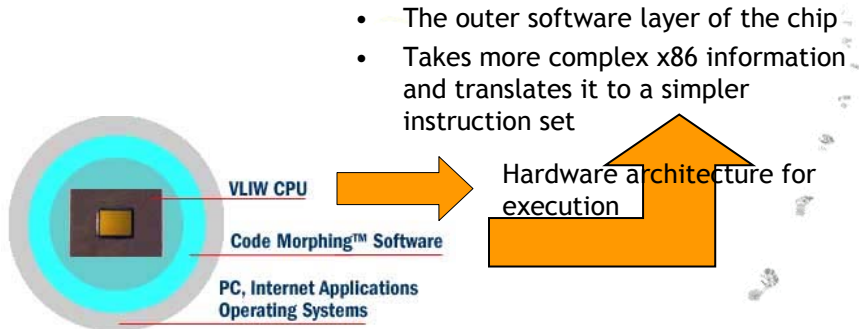 • The outer software layer of the chip
• Takes more complex x86 information
and translates it to a simpler
instruction set
VLIW CPU
Hardware architecture for
execution
Code Morphing™ Software
PC, Internet Applications
Operating Systems